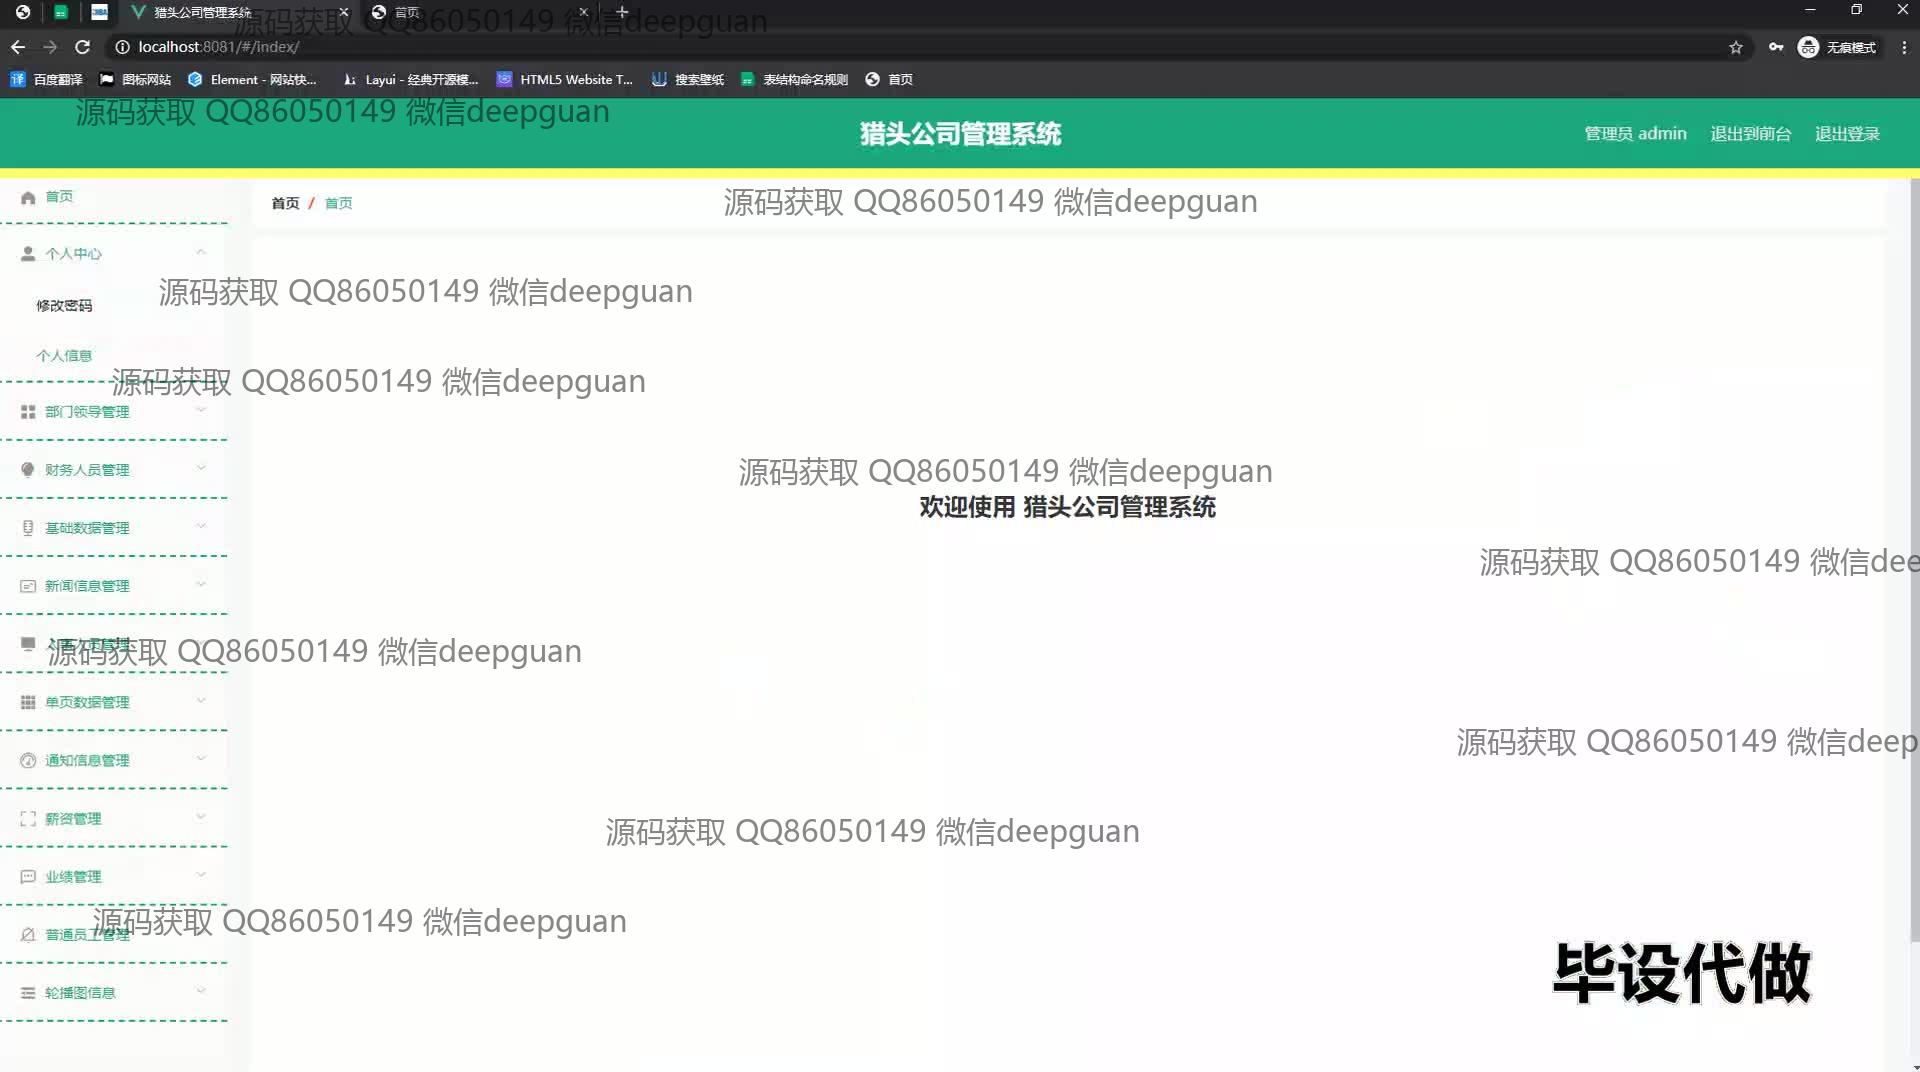 猎头公司管理系统
首页
源码获取 QQ86050149 微信deepguan
localhost:8081/#/index/
无痕模式
百度翻译
图标网站
Element - 网站快...
Layui - 经典开源模...
HTML5 Website T...
搜索壁纸
表结构命名规则
首页
源码获取 QQ86050149 微信deepguan
猎头公司管理系统
管理员 admin
退出到前台
退出登录
首页
首页 / 首页
源码获取 QQ86050149 微信deepguan
个人中心
源码获取 QQ86050149 微信deepguan
修改密码
个人信息
源码获取 QQ86050149 微信deepguan
部门领导管理
财务人员管理
源码获取 QQ86050149 微信deepguan
欢迎使用 猎头公司管理系统
基础数据管理
源码获取 QQ86050149 微信dee
新闻信息管理
源码获取 QQ86050149 微信deepguan
单页数据管理
源码获取 QQ86050149 微信deep
通知信息管理
薪资管理
源码获取 QQ86050149 微信deepguan
业绩管理
源码获取 QQ86050149 微信deepguan
普通员工管理
毕设代做
轮播图信息